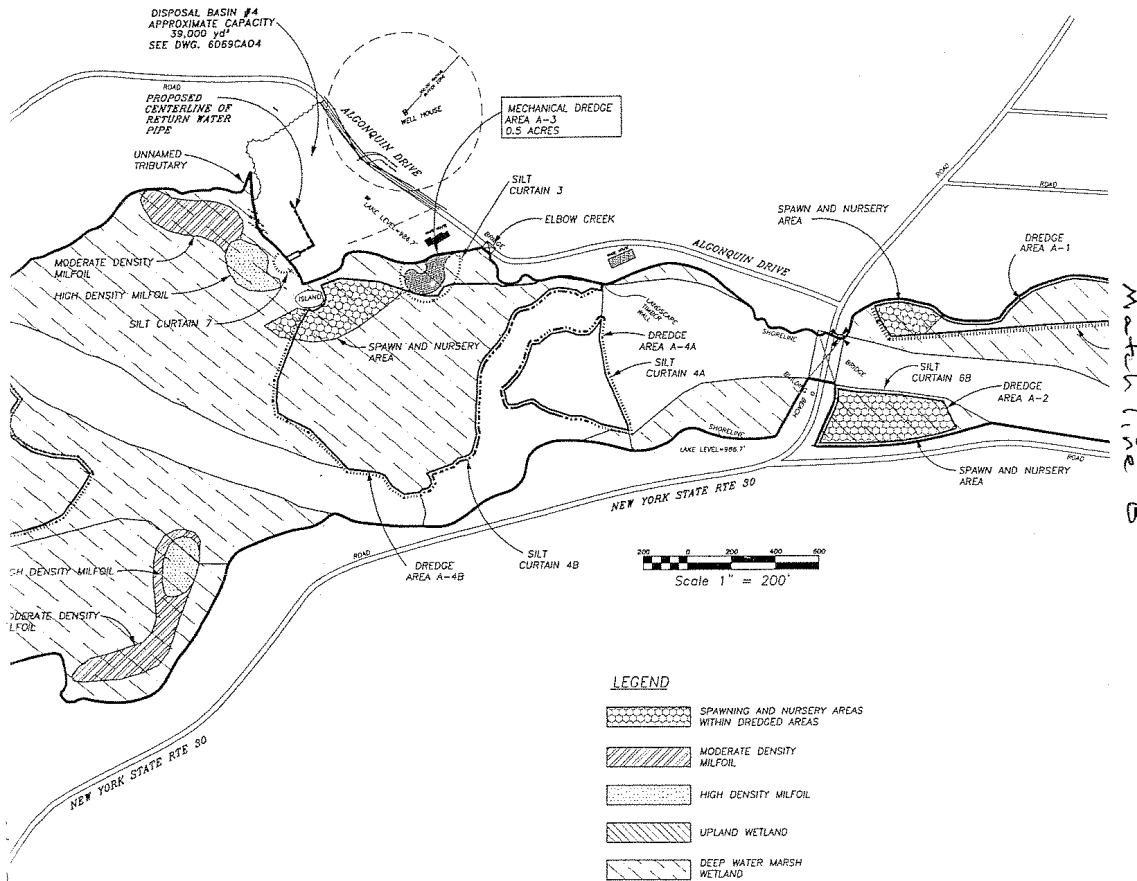 DISPOSAL BASIN #4
APPROXIMATE CAPACITY
39,000 yd³
SEE DWG. 6D59CA04
ROAD
PROPOSED
CENTERLINE OF
RETURN WATER
PIPE
UNNAMED
TRIBUTARY
ALGONQUIN DRIVE
WELL HOUSE
MECHANICAL DREDGE
AREA A-3
0.5 ACRES
SILT
CURTAIN 3
LAKE LEVEL=986.7'
BRIDGE
ELBOW CREEK
ALGONQUIN DRIVE
SPAWN AND NURSERY
AREA
ROAD
ROAD
DREDGE
AREA A-1
MODERATE DENSITY
MILFOIL
HIGH DENSITY MILFOIL
SILT CURTAIN 7
ISLAND
SPAWN AND NURSERY
AREA
LANDSCAPE
TIMBER
WALL
DREDGE
AREA A-4A
SILT
CURTAIN 4A
SHORELINE
BRIDGE
SILT
CURTAIN 6B
DREDGE
AREA A-2
SHORELINE
LAKE LEVEL=986.7'
ROAD
SPAWN AND NURSERY
AREA
NEW YORK STATE RTE 30
Match line B
ROAD
DREDGE
AREA A-4B
SILT
CURTAIN 4B
200 0 200 400 600
Scale 1" = 200'
GH DENSITY MILFOIL
ODERATE DENSITY
LFOIL
NEW YORK STATE RTE 30
LEGEND
SPAWNING AND NURSERY AREAS
WITHIN DREDGED AREAS
MODERATE DENSITY
MILFOIL
HIGH DENSITY MILFOIL
UPLAND WETLAND
DEEP WATER MARSH
WETLAND